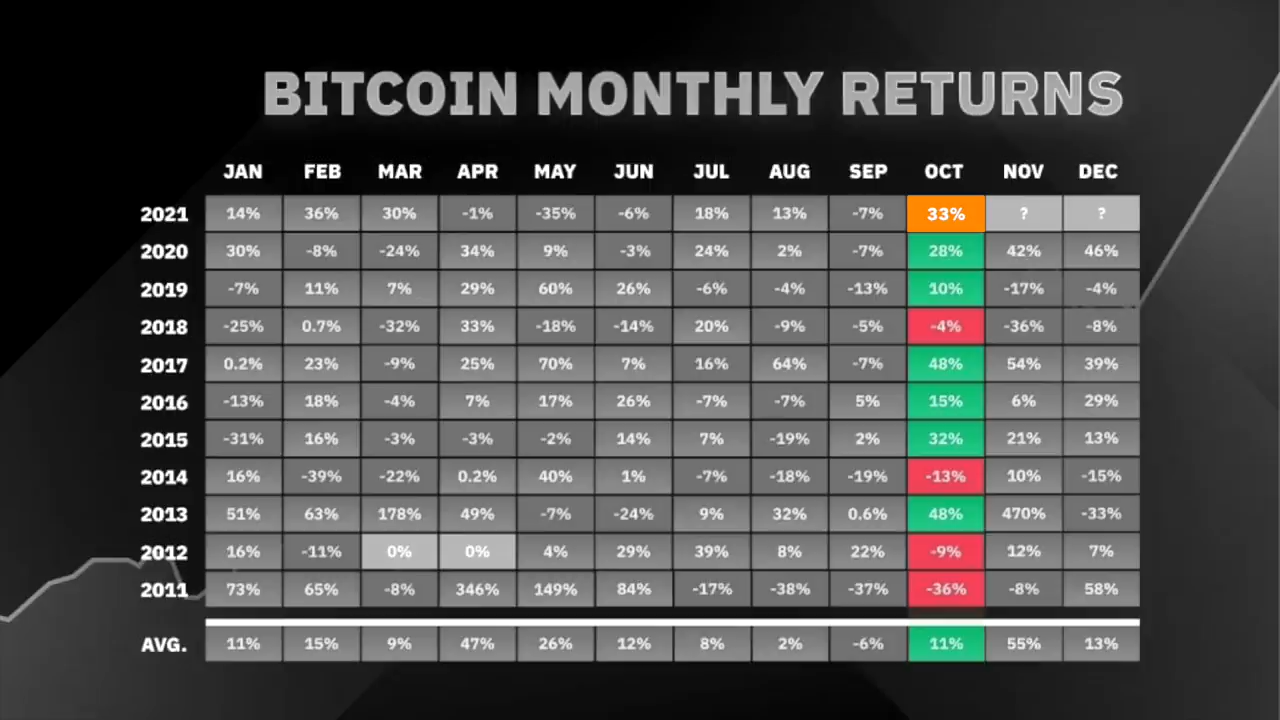 BITCOIN MONTHLY RETURNS
JAN FEB MAR APR MAY JUN JUL AUG SEP OCT NOV DEC
2021 14% 36% 30% -1% -35% -6% 18% 13% -7% 33% ? ?
2020 30% -8% -24% 34% 9% -3% 24% 2% -7% 28% 42% 46%
2019 -7% 11% 7% 29% 60% 26% -6% -4% -13% 10% -17% -4%
2018 -25% 0.7% -32% 33% -18% -14% 20% -9% -5% -4% -36% -8%
2017 0.2% 23% -9% 25% 70% 7% 16% 64% -7% 48% 54% 39%
2016 -13% 18% -4% 7% 17% 26% -7% -7% 5% 15% 6% 29%
2015 -31% 16% -3% -3% -2% 14% 7% -19% 2% 32% 21% 13%
2014 16% -39% -22% 0.2% 40% 1% -7% -18% -19% -13% 10% -15%
2013 51% 63% 178% 49% -7% -24% 9% 32% 0.6% 48% 470% -33%
2012 16% -11% 0% 0% 4% 29% 39% 8% 22% -9% 12% 7%
2011 73% 65% -8% 346% 149% 84% -17% -38% -37% -36% -8% 58%
AVG. 11% 15% 9% 47% 26% 12% 8% 2% -6% 11% 55% 13%